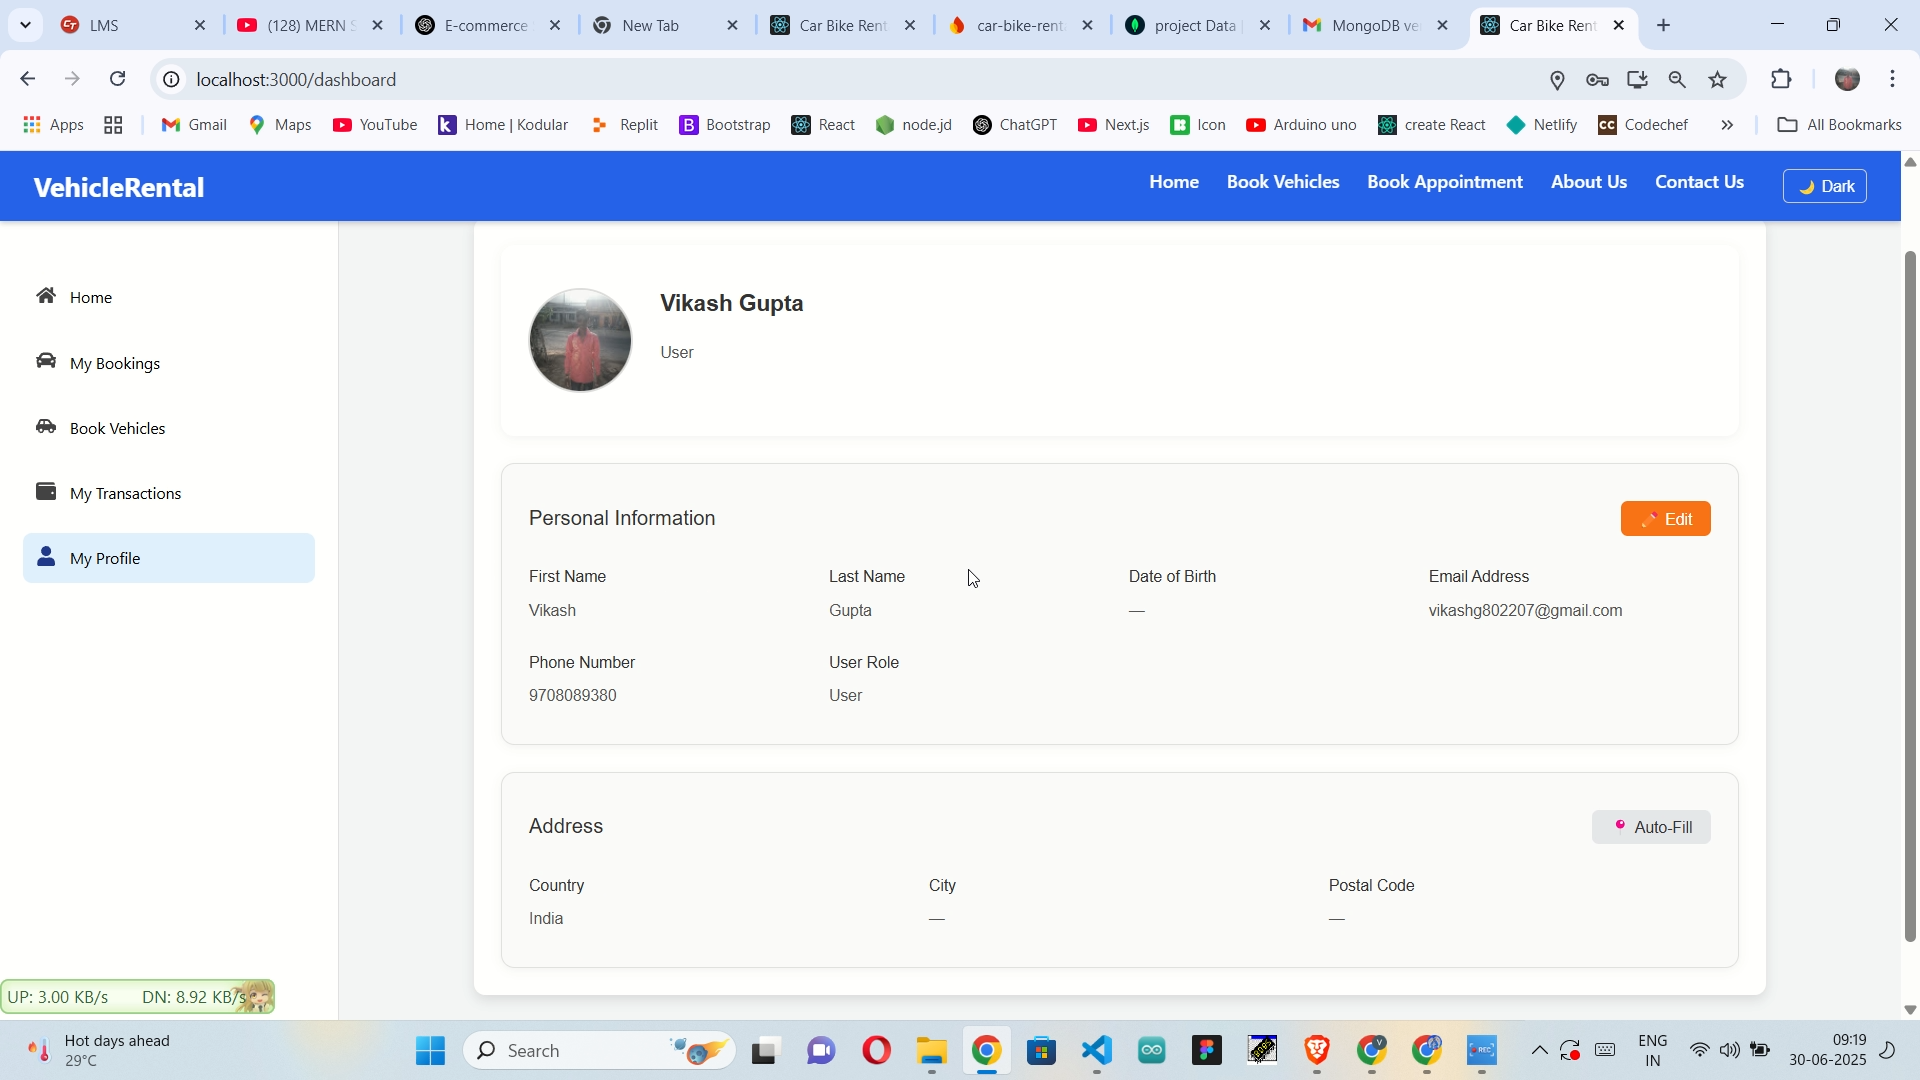 LMS
(128) MERN S
E-commerce
New Tab
Car Bike Rent
car-bike-renta
project Data |
MongoDB ve
Car Bike Rent
localhost:3000/dashboard
Apps
Gmail
Maps
YouTube
Home | Kodular
Replit
Bootstrap
React
node.jd
ChatGPT
Next.js
Icon
Arduino uno
create React
Netlify
Codechef
All Bookmarks
VehicleRental
Home
Book Vehicles
Book Appointment
About Us
Contact Us
Dark
Home
My Bookings
Book Vehicles
My Transactions
My Profile
Vikash Gupta
User
Personal Information
Edit
First Name
Last Name
Date of Birth
Email Address
Vikash
Gupta
—
vikashg802207@gmail.com
Phone Number
User Role
9708089380
User
Address
Auto-Fill
Country
City
Postal Code
India
—
—
UP: 3.00 KB/s
DN: 8.92 KB/s
Hot days ahead
29°C
Search
REC
ENG
IN
09:19
30-06-2025